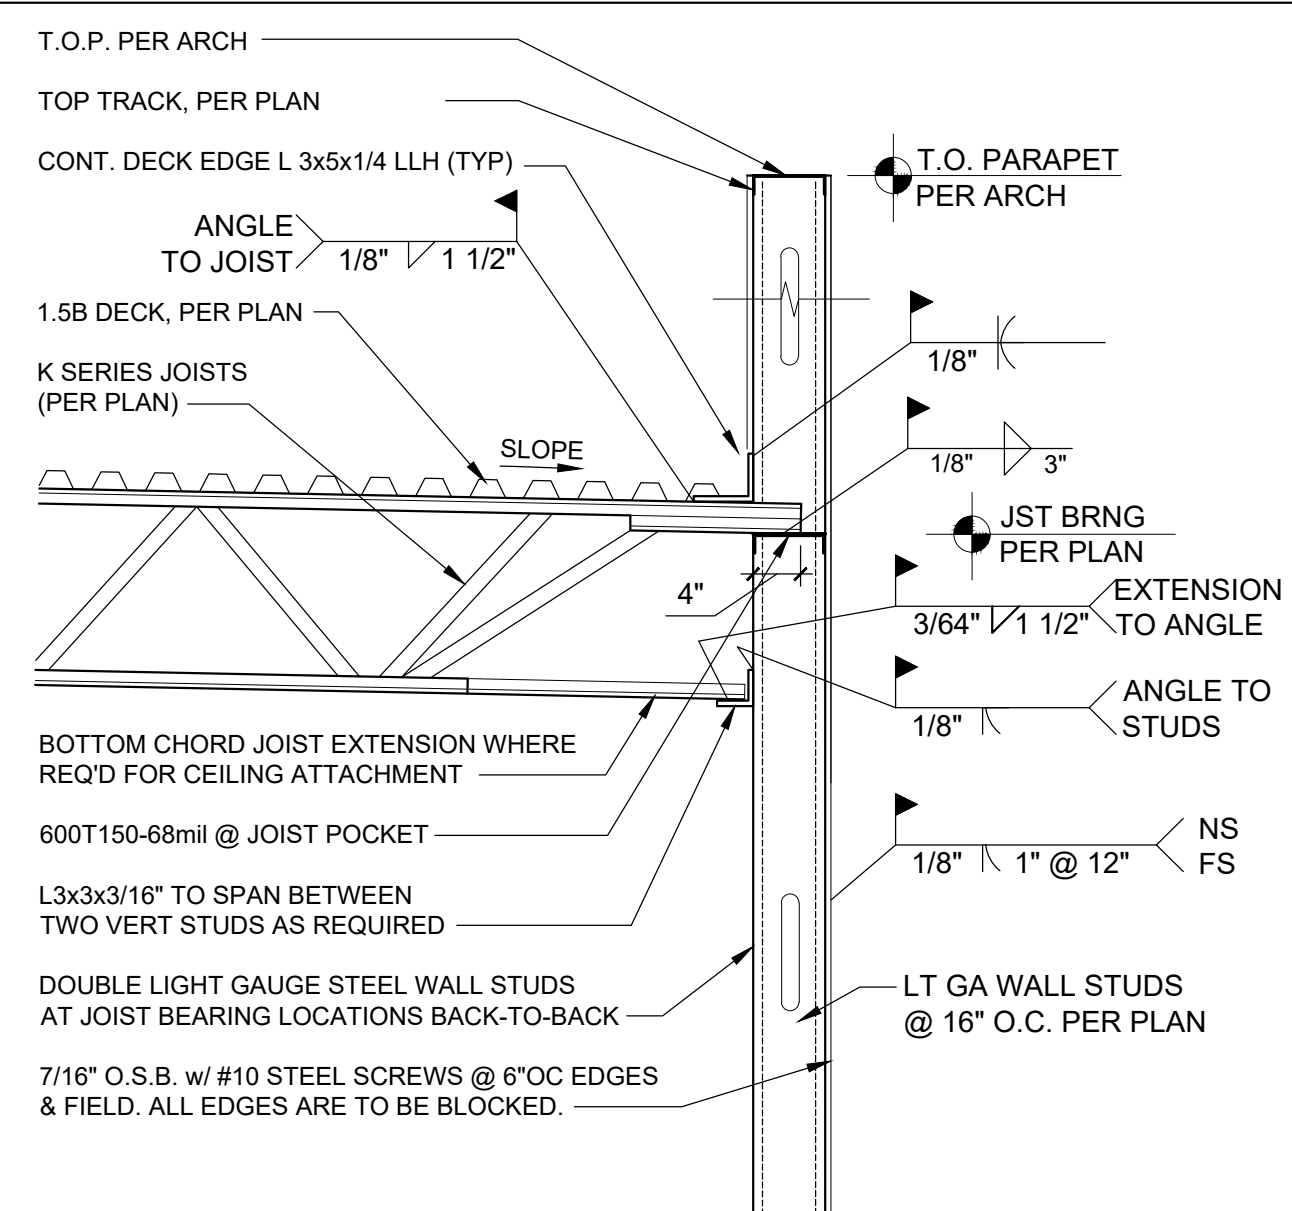 T.O.P. PER ARCH
TOP TRACK, PER PLAN
CONT. DECK EDGE L 3x5x1/4 LLH (TYP)
ANGLE
TO JOIST
1/8" 1 1/2"
1.5B DECK, PER PLAN
K SERIES JOISTS
(PER PLAN)
SLOPE
T.O. PARAPET
PER ARCH
1/8"
1/8" 3"
JST BRNG
PER PLAN
4"
3/64" 1 1/2"
EXTENSION
TO ANGLE
1/8"
ANGLE TO
STUDS
BOTTOM CHORD JOIST EXTENSION WHERE
REQ'D FOR CEILING ATTACHMENT
600T150-68mil @ JOIST POCKET
1/8" 1" @ 12"
NS
FS
L3x3x3/16" TO SPAN BETWEEN
TWO VERT STUDS AS REQUIRED
DOUBLE LIGHT GAUGE STEEL WALL STUDS
AT JOIST BEARING LOCATIONS BACK-TO-BACK
LT GA WALL STUDS
@ 16" O.C. PER PLAN
7/16" O.S.B. w/ #10 STEEL SCREWS @ 6"OC EDGES
& FIELD. ALL EDGES ARE TO BE BLOCKED.